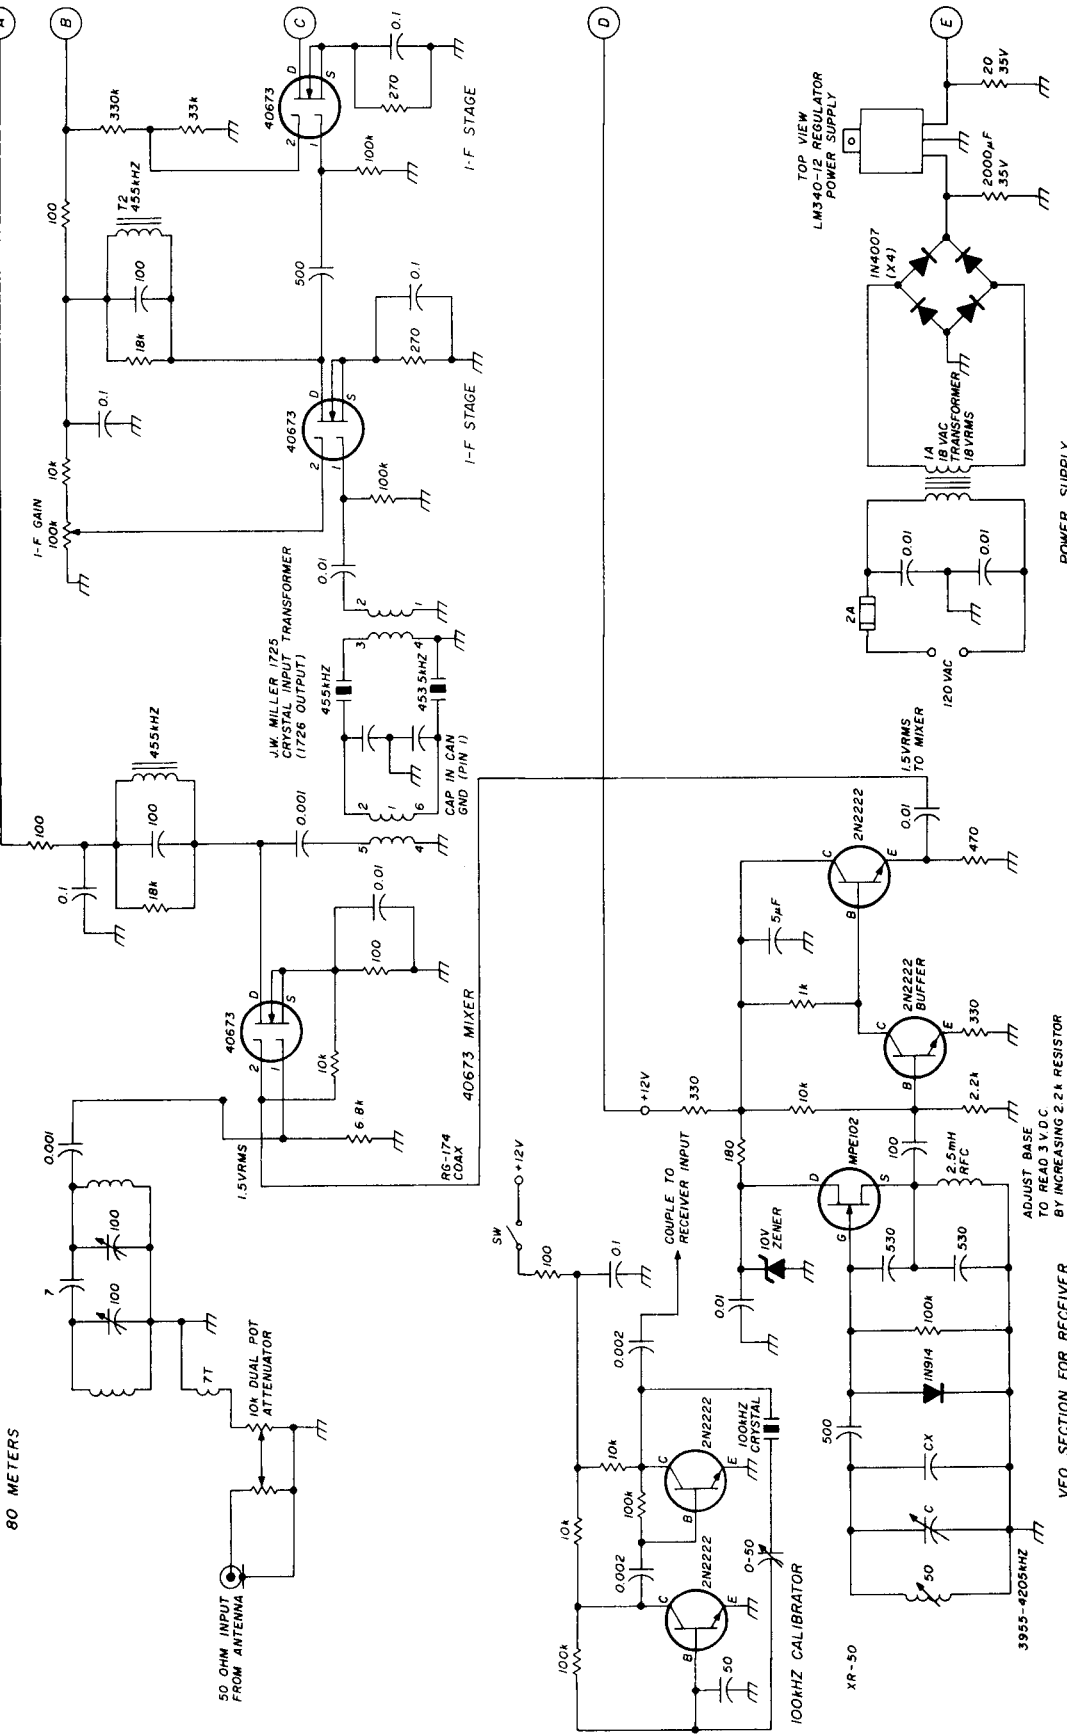 80 METERS
50 OHM INPUT
FROM ANTENNA
10k DUAL POT
ATTENUATOR
7T
100
7
100
0.001
1.5VRMS
6.8k
10k
40673
2
1
D
S
100
0.01
40673 MIXER
RG-174
COAX
0.1
100
18k
100
455kHZ
0.001
5
4
2
1
6
CAP IN CAN
GND (PIN 1)
J.W. MILLER 1725
CRYSTAL INPUT TRANSFORMER
(1726 OUTPUT)
455kHZ
453.5kHZ
3
4
2
1
0.01
100k
I-F GAIN
100k
10k
0.1
40673
2
1
D
S
270
0.1
I-F STAGE
18k
100
T2
455kHZ
100
500
330k
33k
100k
40673
2
1
D
S
270
0.1
I-F STAGE
A
B
C
D
E
SW
+12V
100
0.1
100k
10k
10k
0.002
100k
0.002
COUPLE TO
RECEIVER INPUT
B
C
E
2N2222
B
C
E
2N2222
50
0-50
100kHZ
CRYSTAL
100kHZ CALIBRATOR
+12V
330
180
10V
ZENER
0.01
10k
1k
5µF
2N2222
C
B
E
0.01
1.5VRMS
TO MIXER
470
2N2222
BUFFER
C
B
E
330
2.2k
100
MPE102
D
S
G
2.5mH
RFC
530
530
100k
1N914
500
CX
C
50
XR-50
3955-4205kHZ
ADJUST BASE
TO READ 3 V.D.C.
BY INCREASING 2.2k RESISTOR
VFO SECTION FOR RECEIVER
120 VAC
2A
0.01
0.01
1A
18 VAC
TRANSFORMER
18VRMS
1N4007
(X4)
TOP VIEW
LM340-12 REGULATOR
POWER SUPPLY
2000µF
35V
20
35V
POWER SUPPLY